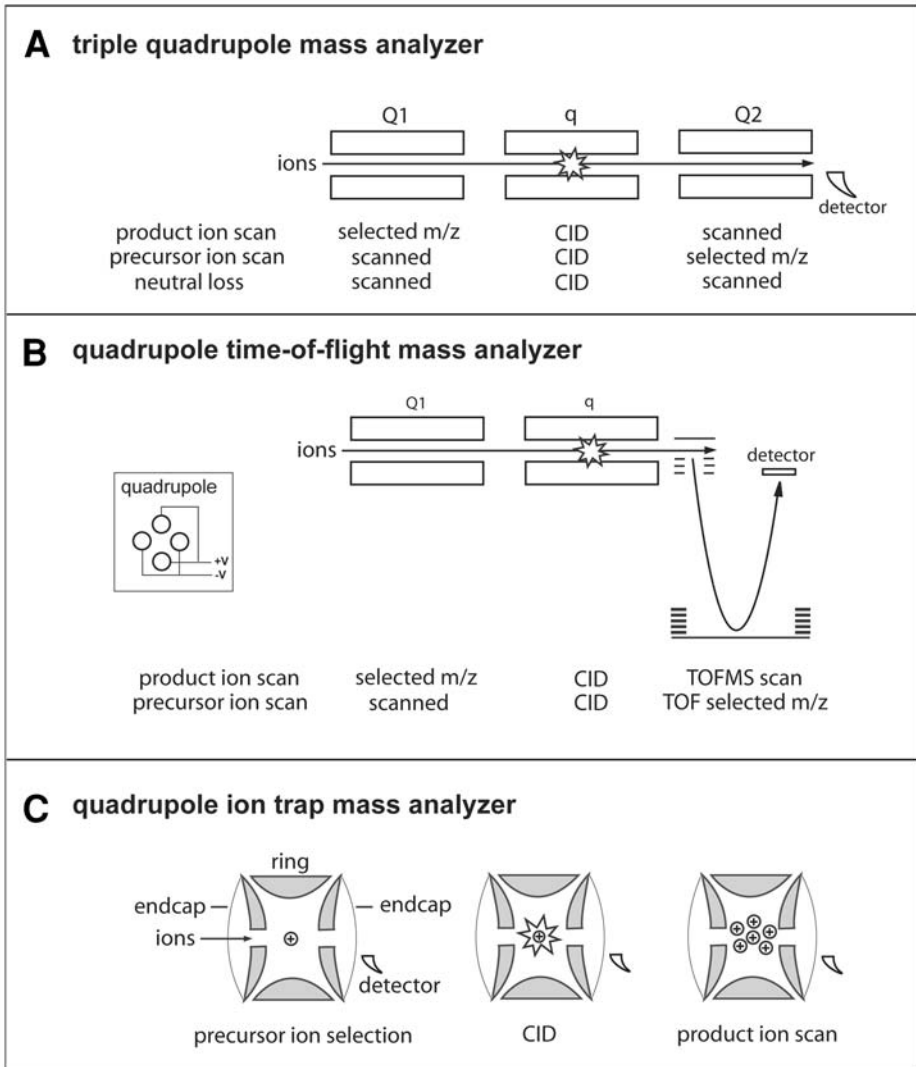 A triple quadrupole mass analyzer
Q1 q Q2
ions
detector
product ion scan selected m/z CID scanned
precursor ion scan scanned CID selected m/z
neutral loss scanned CID scanned
B quadrupole time-of-flight mass analyzer
Q1 q
ions
detector
quadrupole
+V
-V
product ion scan selected m/z CID TOFMS scan
precursor ion scan scanned CID TOF selected m/z
C quadrupole ion trap mass analyzer
ring
endcap endcap
ions
detector
precursor ion selection CID product ion scan